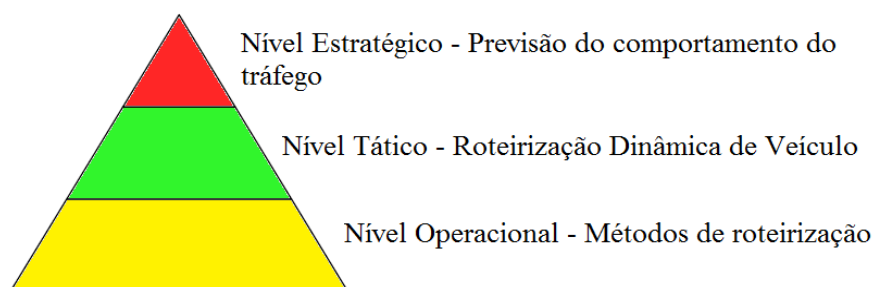 Nível Estratégico - Previsão do comportamento do
tráfego
Nível Tático - Roteirização Dinâmica de Veículo
Nível Operacional - Métodos de roteirização